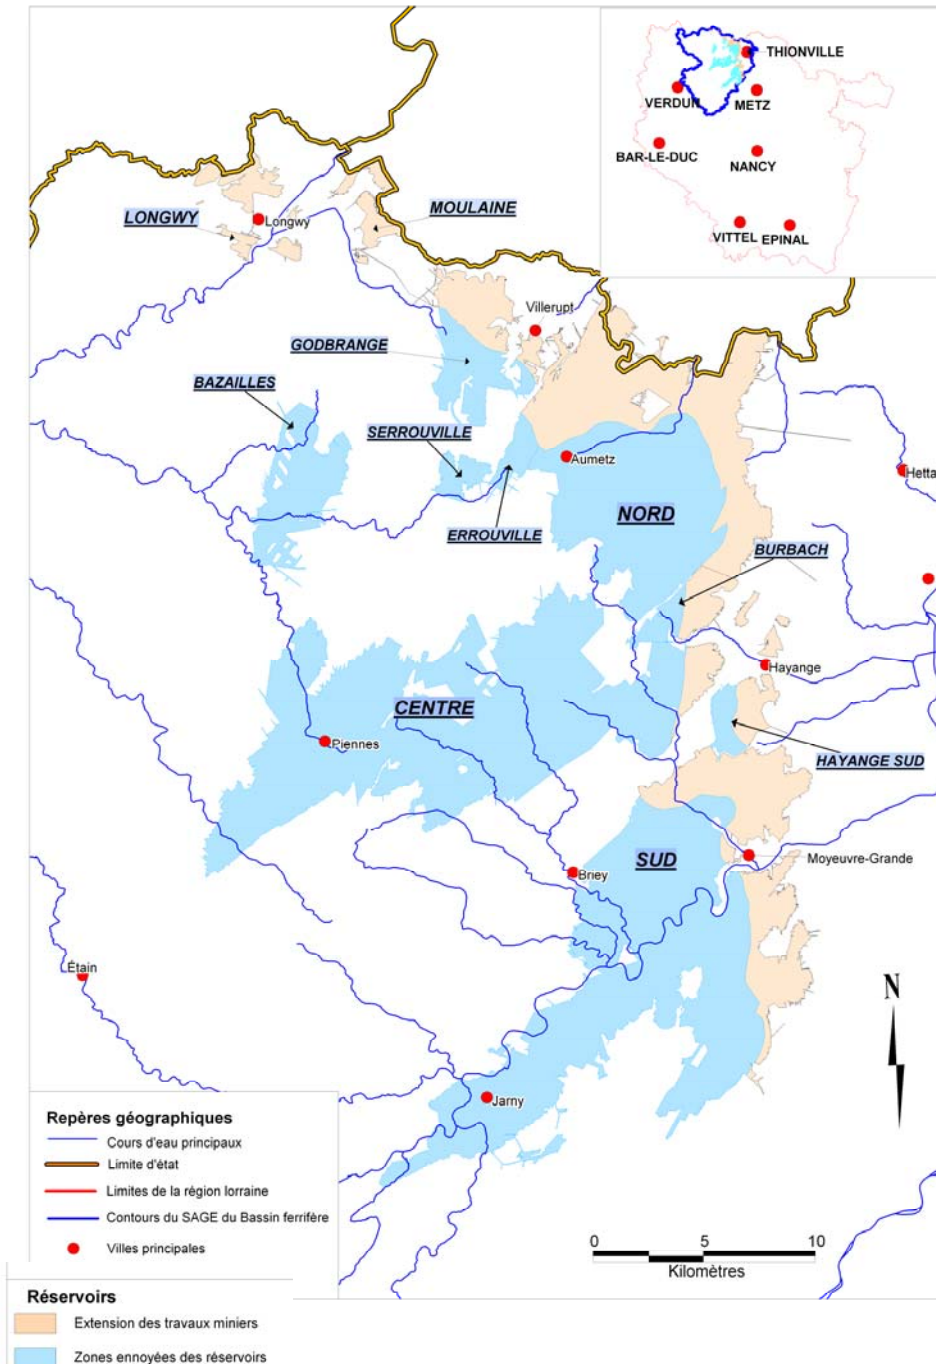 THIONVILLE
VERDUN
METZ
BAR-LE-DUC
NANCY
VITTEL
EPINAL
LONGWY
Longwy
MOULAINE
Villerupt
GODBRANGE
BAZAILLES
SERROUVILLE
Aumetz
Hetta
NORD
ERROUVILLE
BURBACH
Hayange
CENTRE
Piennes
HAYANGE SUD
SUD
Moyeuvre-Grande
Briey
Étain
N
Jarny
Repères géographiques
Cours d'eau principaux
Limite d'état
Limites de la région lorraine
Contours du SAGE du Bassin ferrifère
Villes principales
0 5 10
Kilomètres
Réservoirs
Extension des travaux miniers
Zones ennoyées des réservoirs